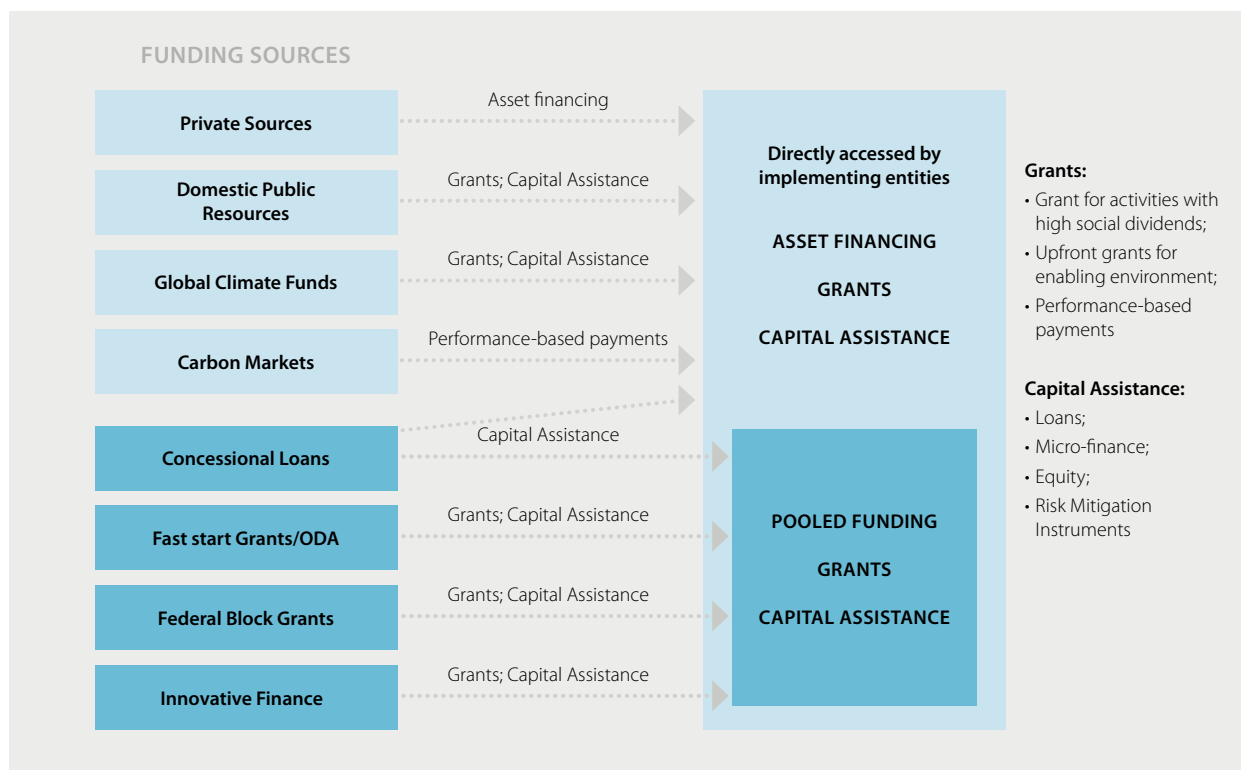 FUNDING SOURCES
Private Sources
Asset financing
Domestic Public
Resources
Grants; Capital Assistance
Global Climate Funds
Grants; Capital Assistance
Carbon Markets
Performance-based payments
Concessional Loans
Capital Assistance
Fast start Grants/ODA
Grants; Capital Assistance
Federal Block Grants
Grants; Capital Assistance
Innovative Finance
Grants; Capital Assistance
Directly accessed by
implementing entities
ASSET FINANCING
GRANTS
CAPITAL ASSISTANCE
POOLED FUNDING
GRANTS
CAPITAL ASSISTANCE
Grants:
• Grant for activities with
high social dividends;
• Upfront grants for
enabling environment;
• Performance-based
payments
Capital Assistance:
• Loans;
• Micro-finance;
• Equity;
• Risk Mitigation
Instruments